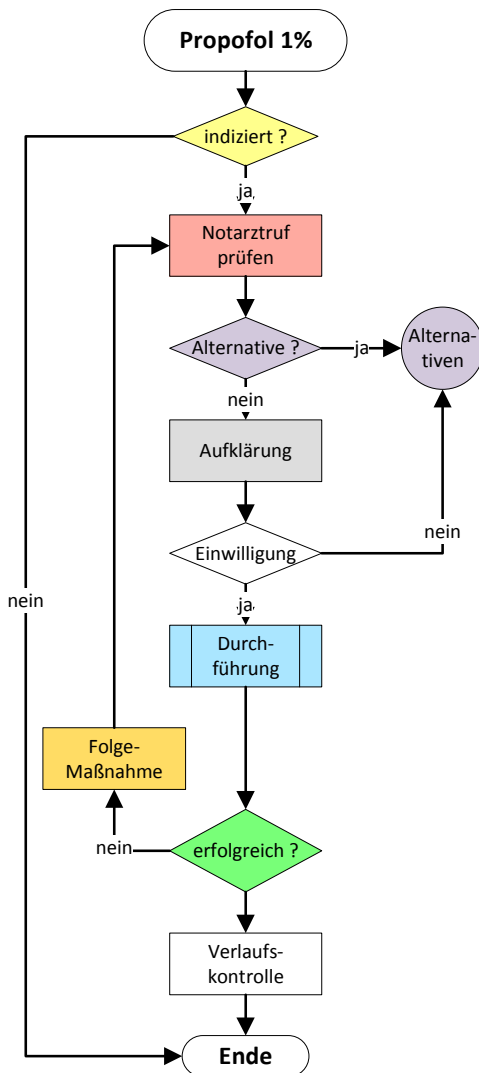 Propofol 1%
indiziert ?
ja
Notarztruf
prüfen
Alternative ?
ja
Alterna-
tiven
nein
Aufklärung
Einwilligung
nein
ja
nein
Durch-
führung
Folge-
Maßnahme
erfolgreich ?
nein
Verlaufs-
kontrolle
Ende